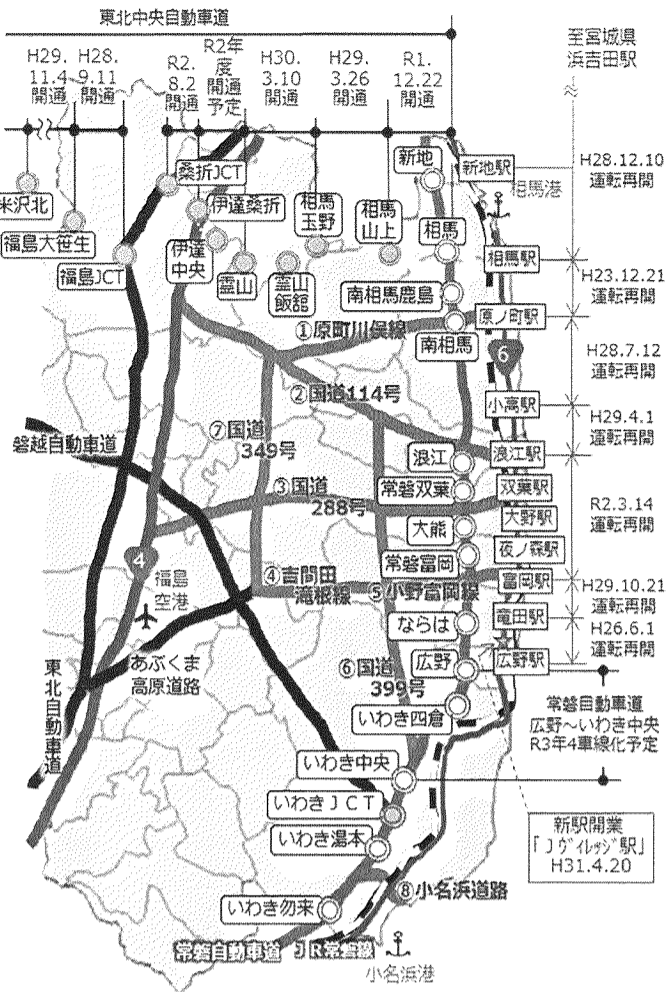 東北中央自動車道
至宮城県
浜吉田駅
H29.
11.4
開通
H28.
9.11
開通
R2.
8.2
開通
R2年
度
開通
予定
H30.
3.10
開通
H29.
3.26
開通
R1.
12.22
開通
H28.12.10
運転再開
新地
新地駅
相馬港
桑折JCT
米沢北
伊達桑折
相馬
玉野
相馬
山上
福島大笹生
伊達
中央
相馬
相馬駅
福島JCT
霊山
霊山
飯舘
H23.12.21
運転再開
南相馬鹿島
①原町川俣線
南相馬
原ノ町駅
6
H28.7.12
運転再開
②国道114号
小高駅
⑦国道
349号
H29.4.1
運転再開
磐越自動車道
浪江
浪江駅
③国道
288号
常磐双葉
双葉駅
大熊
大野駅
R2.3.14
運転再開
常磐富岡
夜ノ森駅
4
福島
空港
④吉間田
滝根線
⑤小野富岡線
富岡駅
H29.10.21
運転再開
ならは
竜田駅
H26.6.1
運転再開
あぶくま
高原道路
⑥国道
399号
広野
広野駅
東北自動車道
いわき四倉
常磐自動車道
広野～いわき中央
R3年4車線化予定
いわき中央
いわきJCT
いわき湯本
新駅開業
「Jヴィレッジ駅」
H31.4.20
いわき勿来
⑧小名浜道路
常磐自動車道
JR常磐線
小名浜港